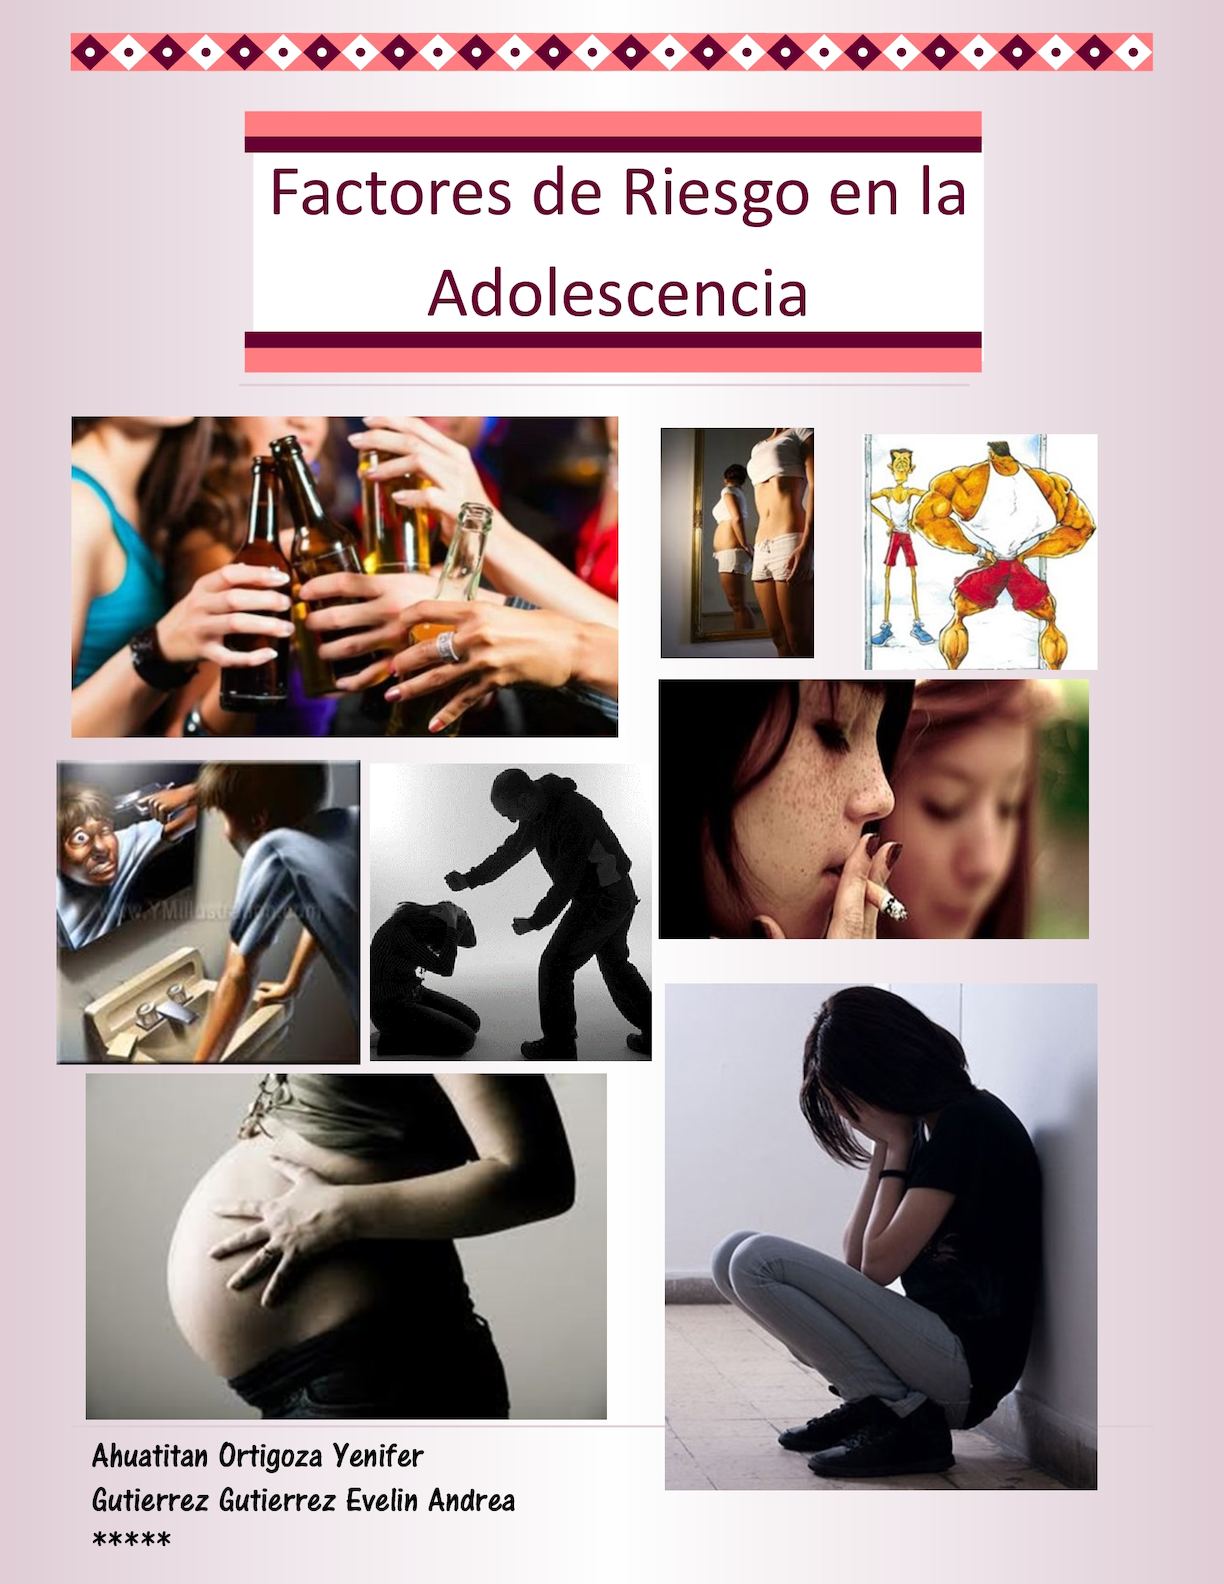 Factores de Riesgo en la
Adolescencia
Ahuatitan Ortigoza Yenifer
Gutierrez Gutierrez Evelin Andrea
*****